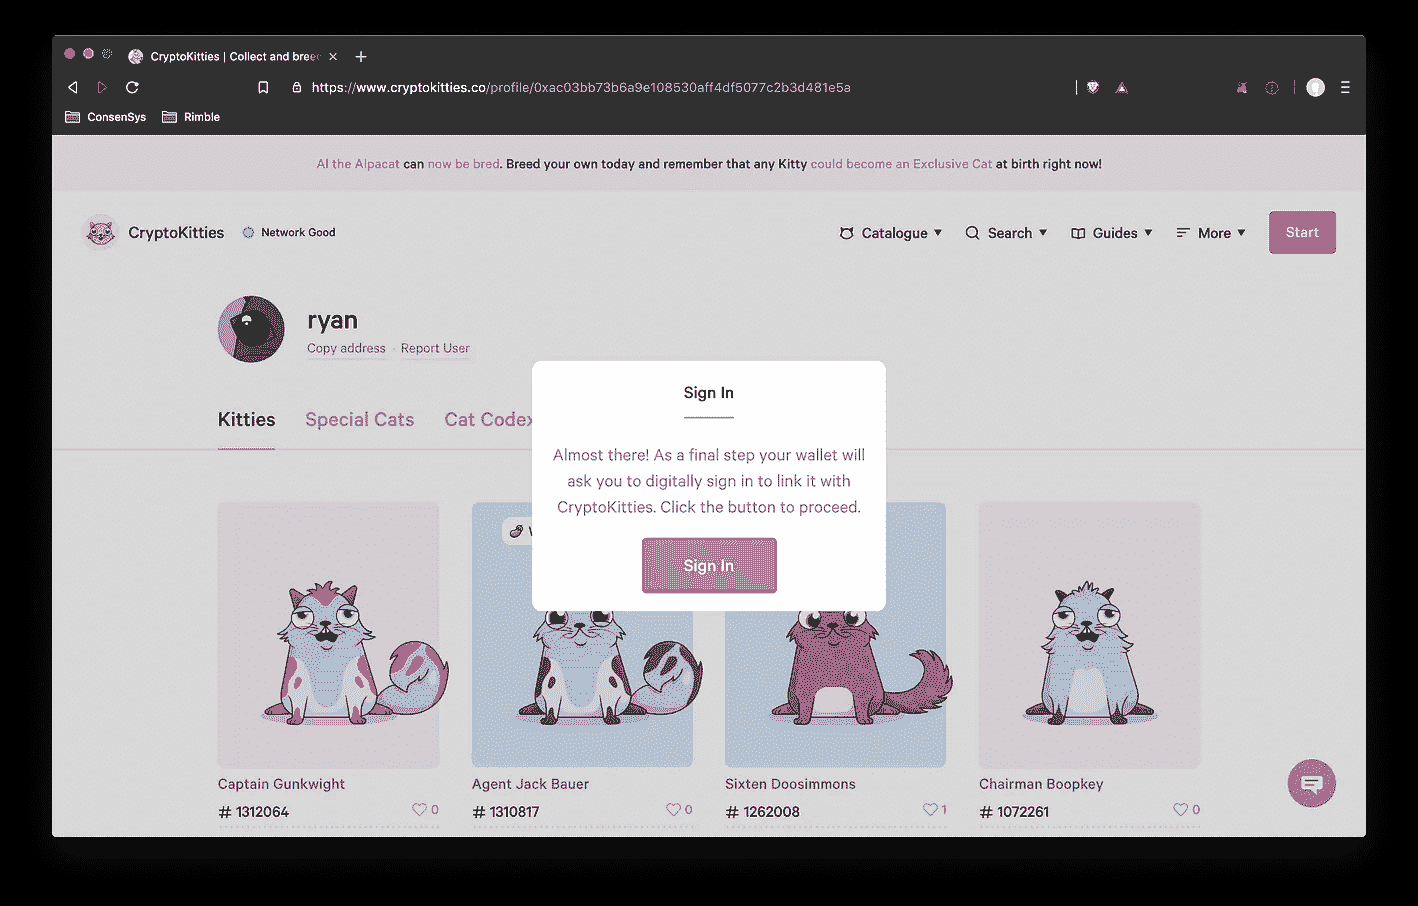 CryptoKitties | Collect and bree
https://www.cryptokitties.co/profile/0xac03bb73b6a9e108530aff4df5077c2b3d481e5a
ConsenSys Rimble
Al the Alpacat can now be bred. Breed your own today and remember that any Kitty could become an Exclusive Cat at birth right now!
CryptoKitties Network Good Catalogue Search Guides More Start
ryan
Copy address · Report User
Kitties Special Cats Cat Codex
Sign In
Almost there! As a final step your wallet will
ask you to digitally sign in to link it with
CryptoKitties. Click the button to proceed.
Sign In
Captain Gunkwight Agent Jack Bauer Sixten Doosimmons Chairman Boopkey
# 1312064 0 # 1310817 0 # 1262008 1 # 1072261 0